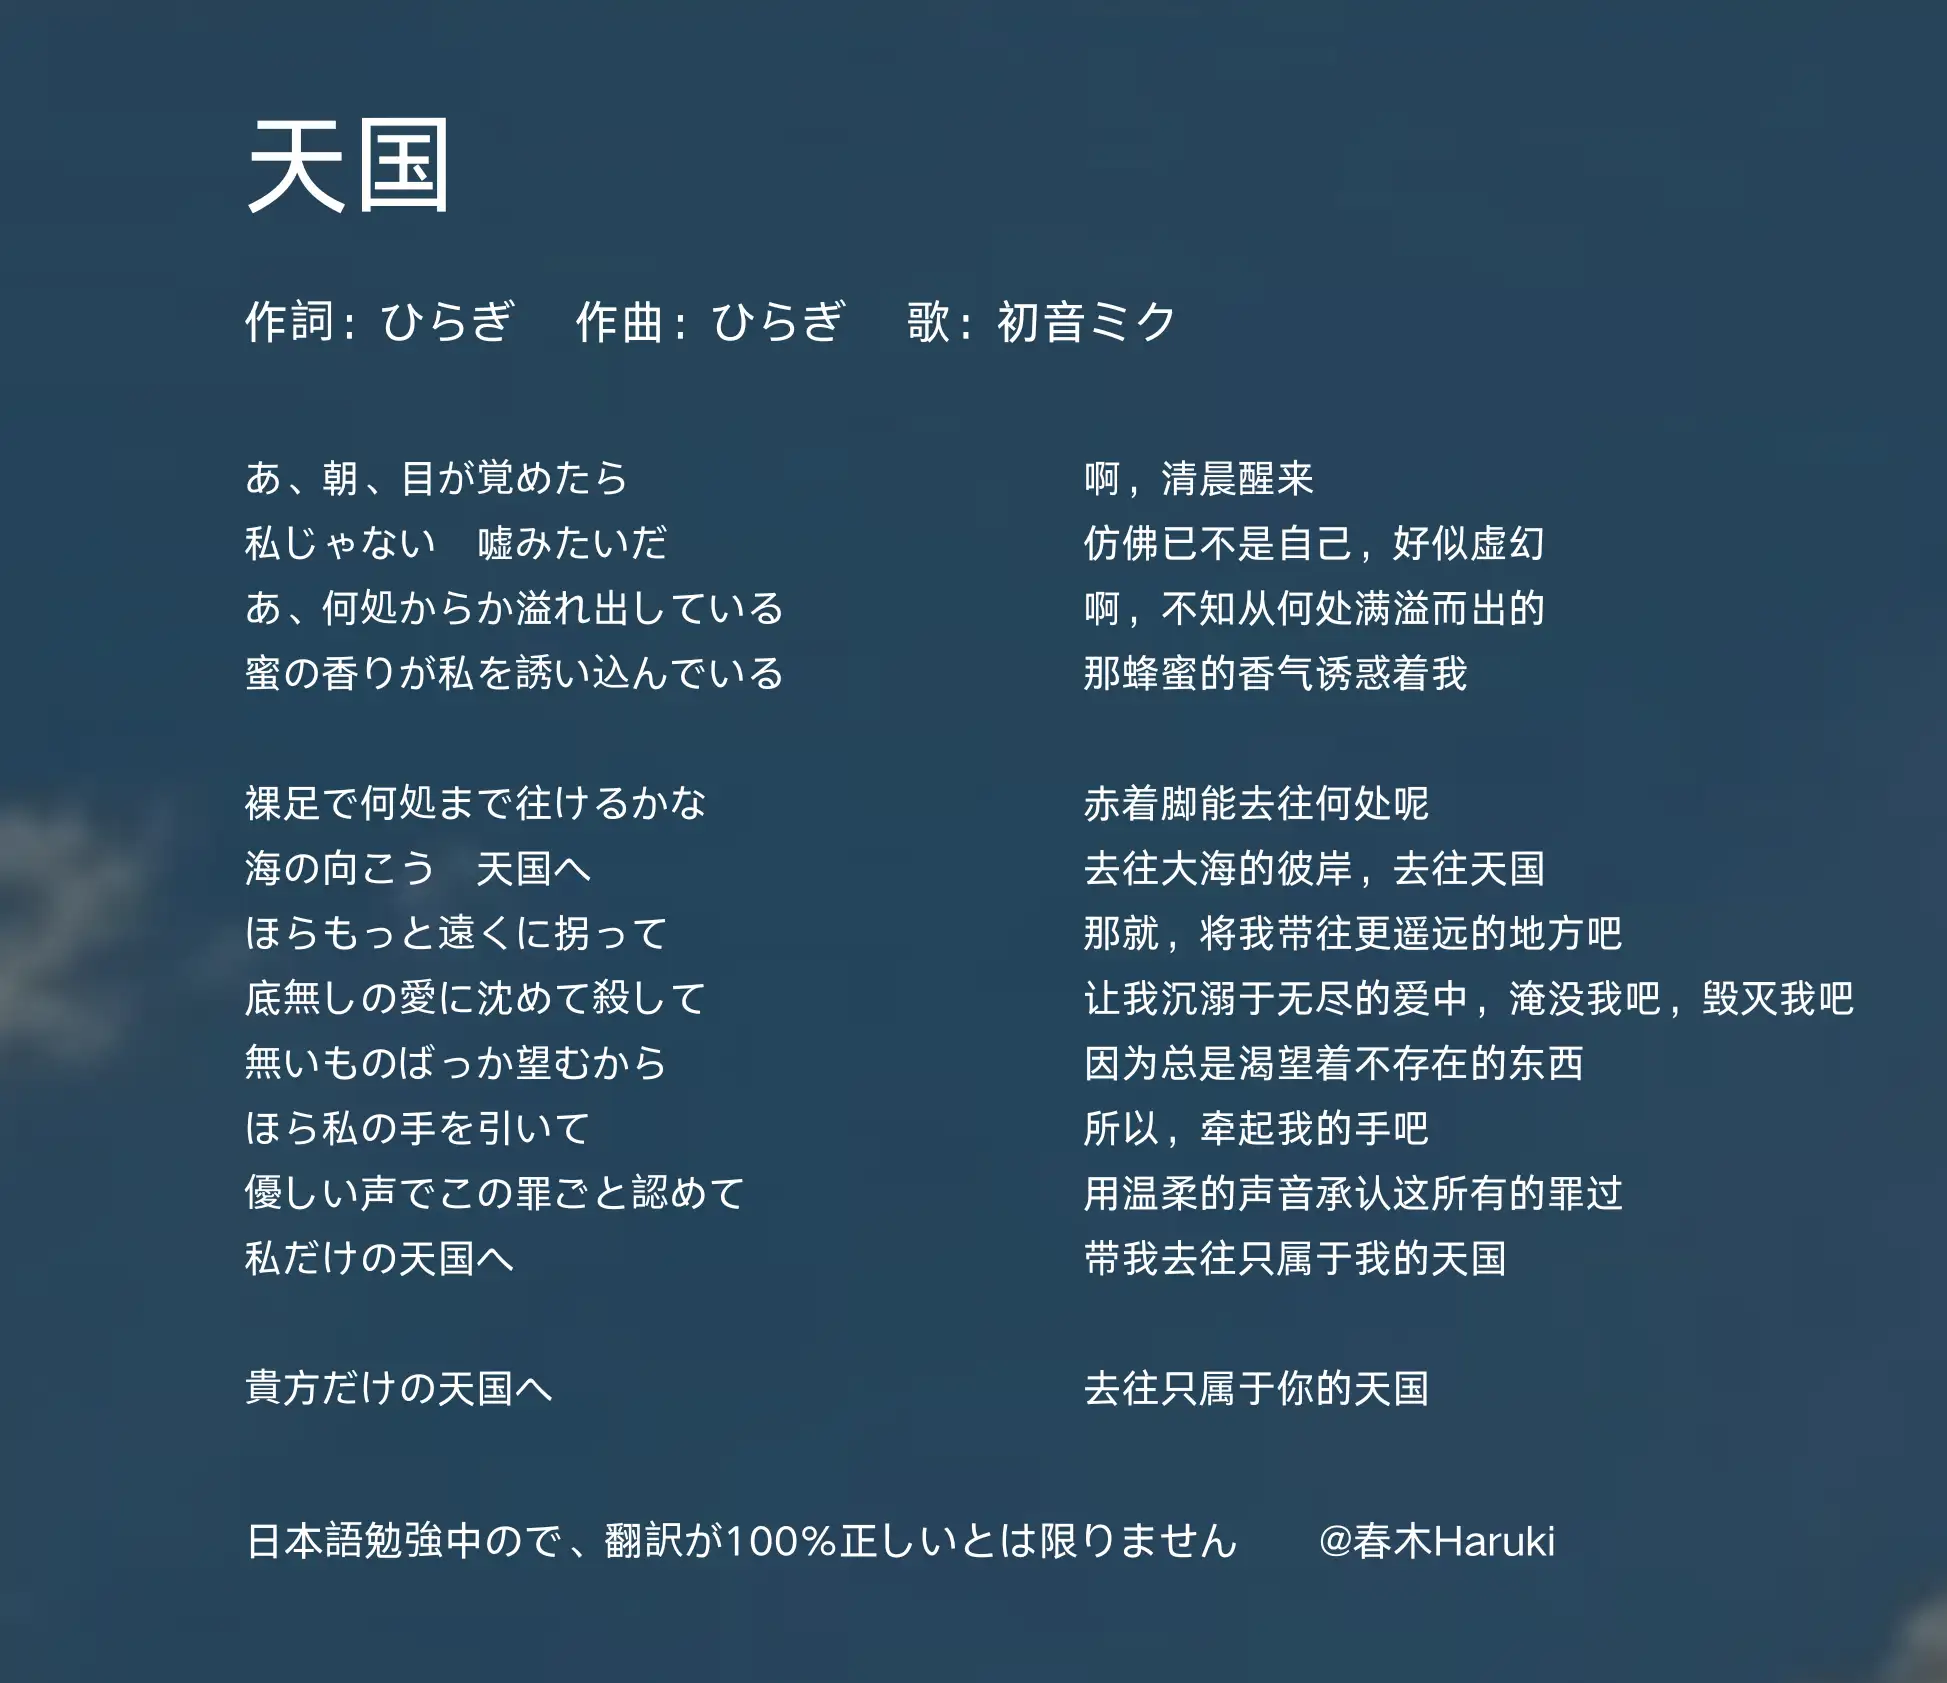 天国
作詞：ひらぎ　作曲：ひらぎ　歌：初音ミク
あ、朝、目が覚めたら
啊，清晨醒来
私じゃない　嘘みたいだ
仿佛已不是自己，好似虚幻
あ、何処からか溢れ出している
啊，不知从何处满溢而出的
蜜の香りが私を誘い込んでいる
那蜂蜜的香气诱惑着我
裸足で何処まで往けるかな
赤着脚能去往何处呢
海の向こう　天国へ
去往大海的彼岸，去往天国
ほらもっと遠くに拐って
那就，将我带往更遥远的地方吧
底無しの愛に沈めて殺して
让我沉溺于无尽的爱中，淹没我吧，毁灭我吧
無いものばっか望むから
因为总是渴望着不存在的东西
ほら私の手を引いて
所以，牵起我的手吧
優しい声でこの罪ごと認めて
用温柔的声音承认这所有的罪过
私だけの天国へ
带我去往只属于我的天国
貴方だけの天国へ
去往只属于你的天国
日本語勉強中ので、翻訳が100%正しいとは限りません　@春木Haruki